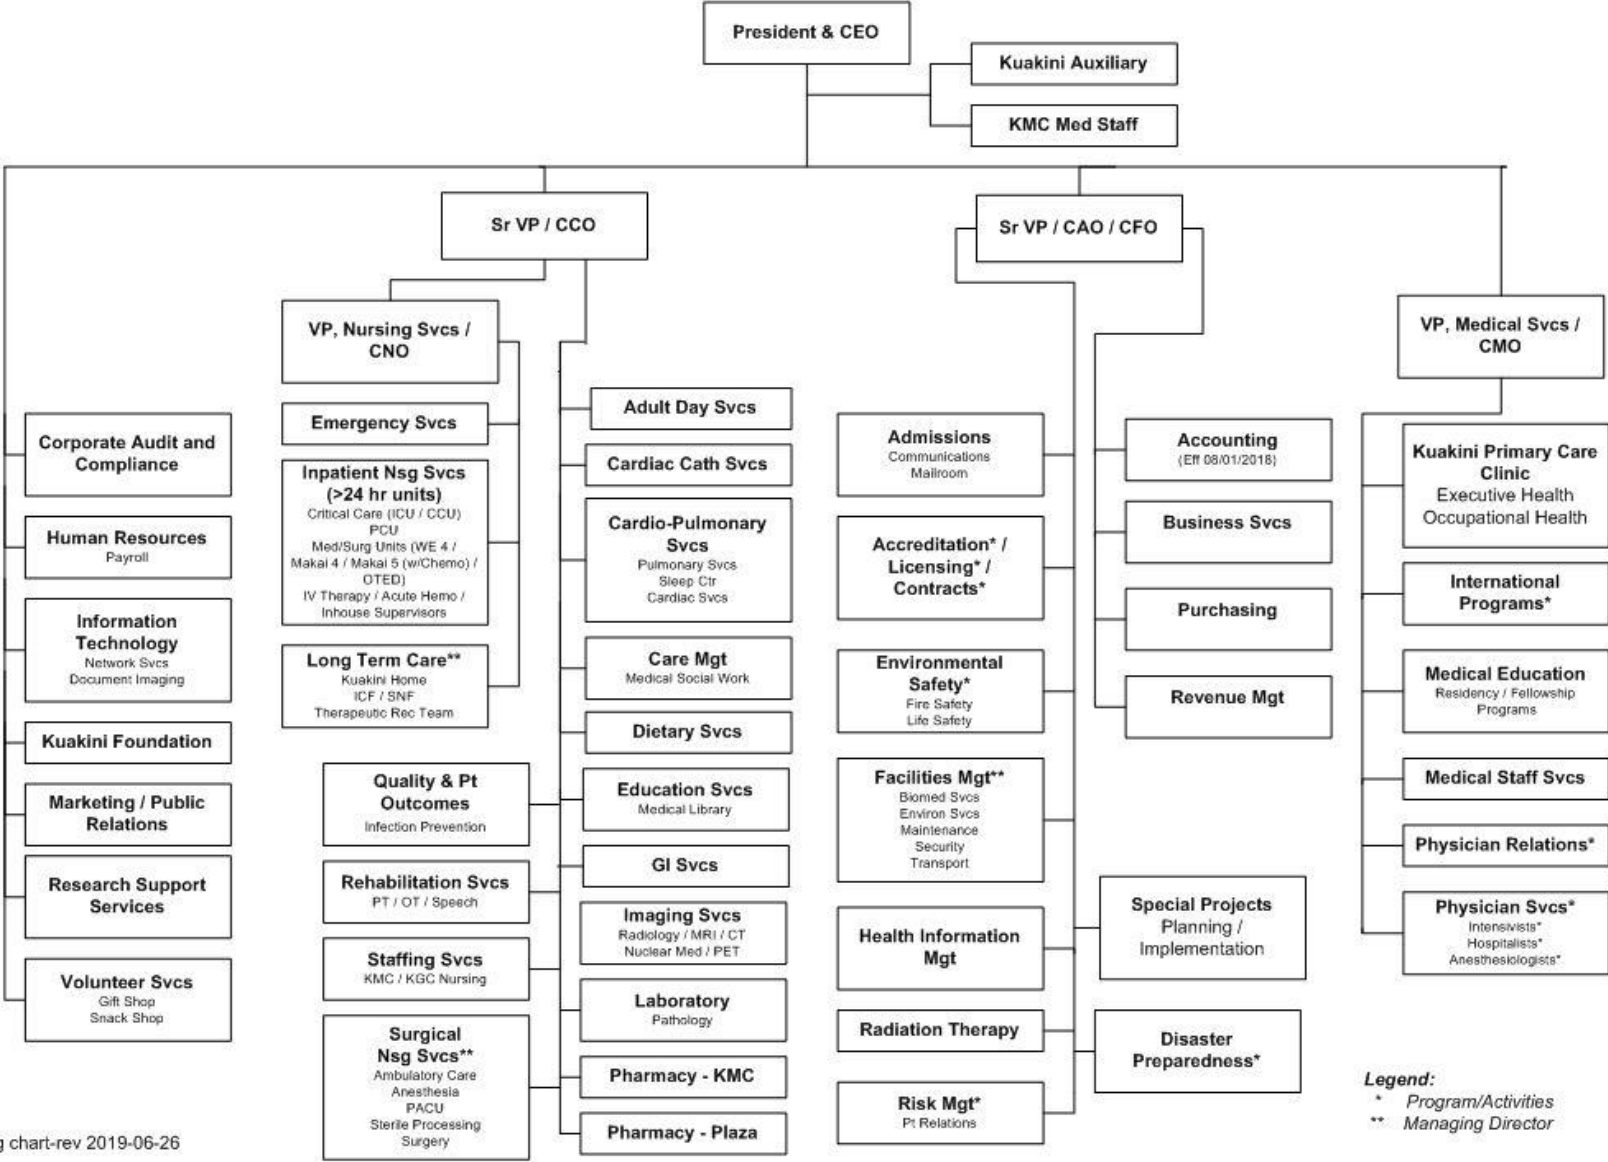 President & CEO
Kuakini Auxiliary
KMC Med Staff
Sr VP / CCO
Sr VP / CAO / CFO
VP, Nursing Svcs /
CNO
VP, Medical Svcs /
CMO
Corporate Audit and
Compliance
Human Resources
Payroll
Information
Technology
Network Svcs
Document Imaging
Kuakini Foundation
Marketing / Public
Relations
Research Support
Services
Volunteer Svcs
Gift Shop
Snack Shop
Emergency Svcs
Inpatient Nsg Svcs
(>24 hr units)
Critical Care (ICU / CCU)
PCU
Med/Surg Units (WE 4 /
Makai 4 / Makai 5 (w/Chemo) /
OTED)
IV Therapy / Acute Hemo /
Inhouse Supervisors
Long Term Care**
Kuakini Home
ICF / SNF
Therapeutic Rec Team
Quality & Pt
Outcomes
Infection Prevention
Rehabilitation Svcs
PT / OT / Speech
Staffing Svcs
KMC / KGC Nursing
Surgical
Nsg Svcs**
Ambulatory Care
Anesthesia
PACU
Sterile Processing
Surgery
Adult Day Svcs
Cardiac Cath Svcs
Cardio-Pulmonary
Svcs
Pulmonary Svcs
Sleep Ctr
Cardiac Svcs
Care Mgt
Medical Social Work
Dietary Svcs
Education Svcs
Medical Library
GI Svcs
Imaging Svcs
Radiology / MRI / CT
Nuclear Med / PET
Laboratory
Pathology
Pharmacy - KMC
Pharmacy - Plaza
Admissions
Communications
Mailroom
Accreditation* /
Licensing* /
Contracts*
Environmental
Safety*
Fire Safety
Life Safety
Facilities Mgt**
Biomed Svcs
Environ Svcs
Maintenance
Security
Transport
Health Information
Mgt
Radiation Therapy
Risk Mgt*
Pt Relations
Accounting
(Eff 08/01/2018)
Business Svcs
Purchasing
Revenue Mgt
Special Projects
Planning /
Implementation
Disaster
Preparedness*
Kuakini Primary Care
Clinic
Executive Health
Occupational Health
International
Programs*
Medical Education
Residency / Fellowship
Programs
Medical Staff Svcs
Physician Relations*
Physician Svcs*
Intensivists*
Hospitalists*
Anesthesiologists*
Legend:
* Program/Activities
** Managing Director
g chart-rev 2019-06-26